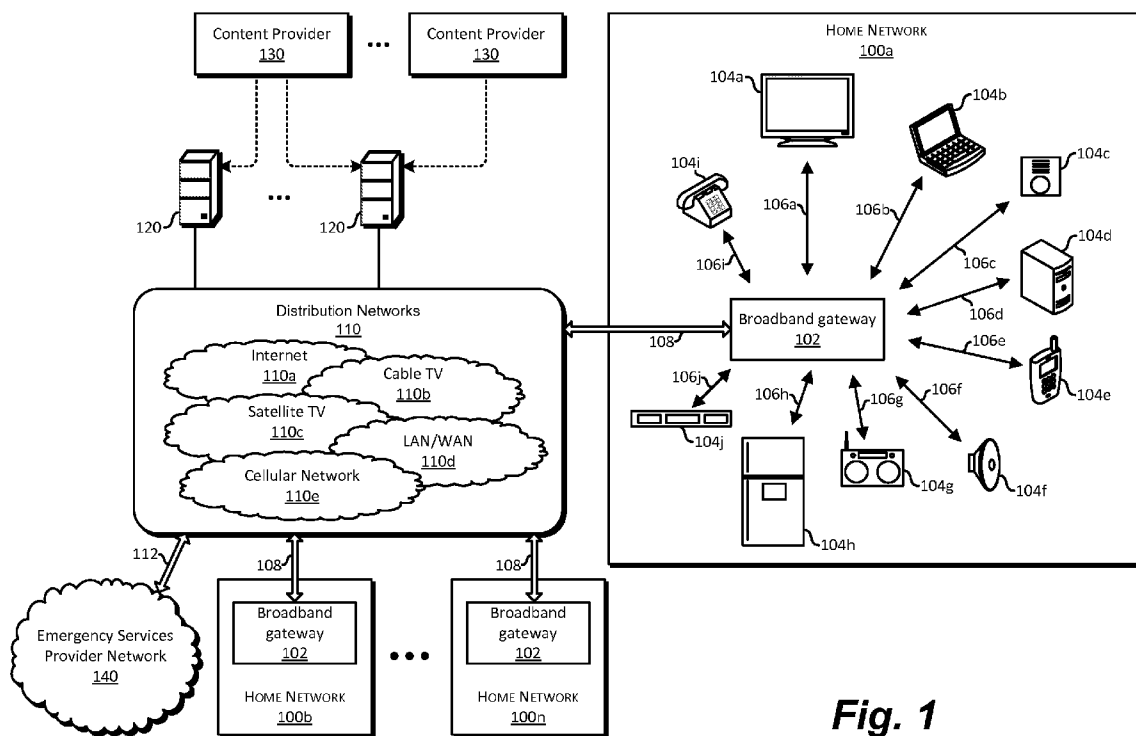 Content Provider
130
...
Content Provider
130
120
...
120
Distribution Networks
110
Internet
110a
Cable TV
110b
Satellite TV
110c
LAN/WAN
110d
Cellular Network
110e
112
108
108
108
Emergency Services
Provider Network
140
Broadband
gateway
102
HOME NETWORK
100b
...
Broadband
gateway
102
HOME NETWORK
100n
HOME NETWORK
100a
104a
104b
104c
104i
106a
106b
106c
104d
106i
106d
Broadband gateway
102
106e
104e
106j
106h
106g
106f
104j
104g
104f
104h
Fig. 1